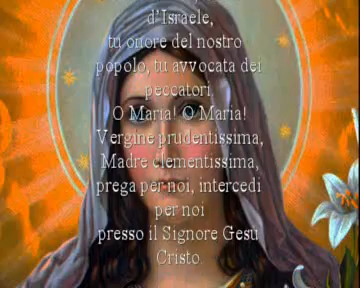 d'Israele,
tu onore del nostro
popolo, tu avvocata dei
peccatori,
O Maria! O Maria!
Vergine prudentissima,
Madre clementissima,
prega per noi, intercedi
per noi
presso il Signore Gesu
Cristo.